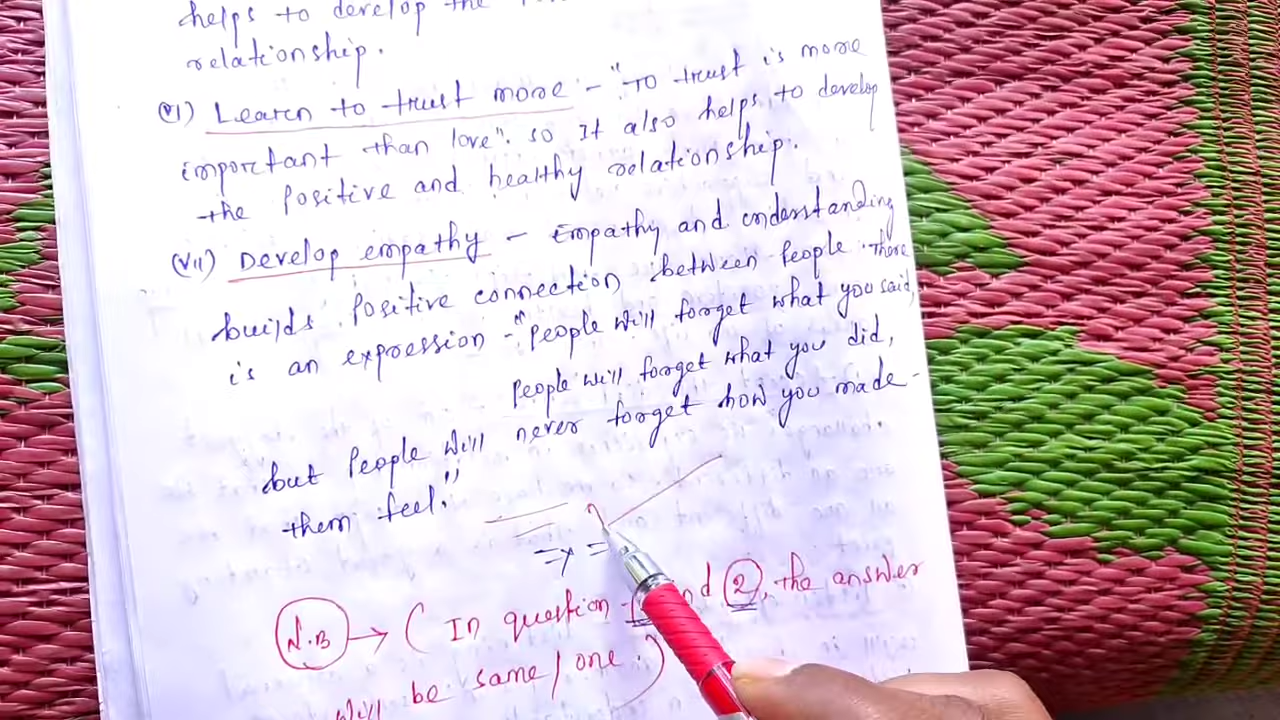 helps to develop the
relationship.
(vi) Learn to trust more - "To trust is more
important than love". so It also helps to develop
the positive and healthy relationship.
(vii) Develop empathy - Empathy and understanding
builds positive connection between people. There
is an expression - "People will forget what you said,
People will forget what you did,
but people will never forget how you made
them feel."
N.B → ( In question 1 and 2, the answer
will be same/one.)